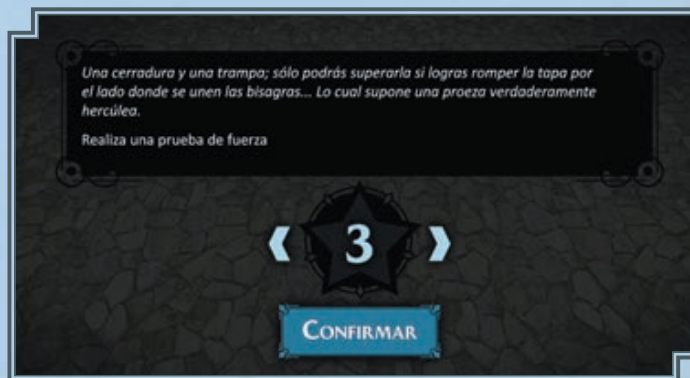 Una cerradura y una trampa; sólo podrás superarla si logras romper la tapa por
el lado donde se unen las bisagras... Lo cual supone una proeza verdaderamente
hercúlea.
Realiza una prueba de fuerza
3
CONFIRMAR